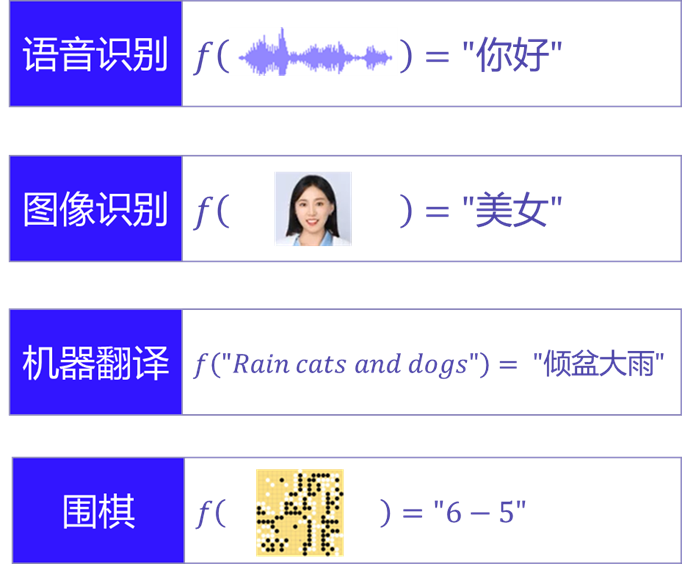 语音识别 f( ) = "你好"
图像识别 f( ) = "美女"
机器翻译 f("Rain cats and dogs") = "倾盆大雨"
围棋 f( ) = "6 − 5"